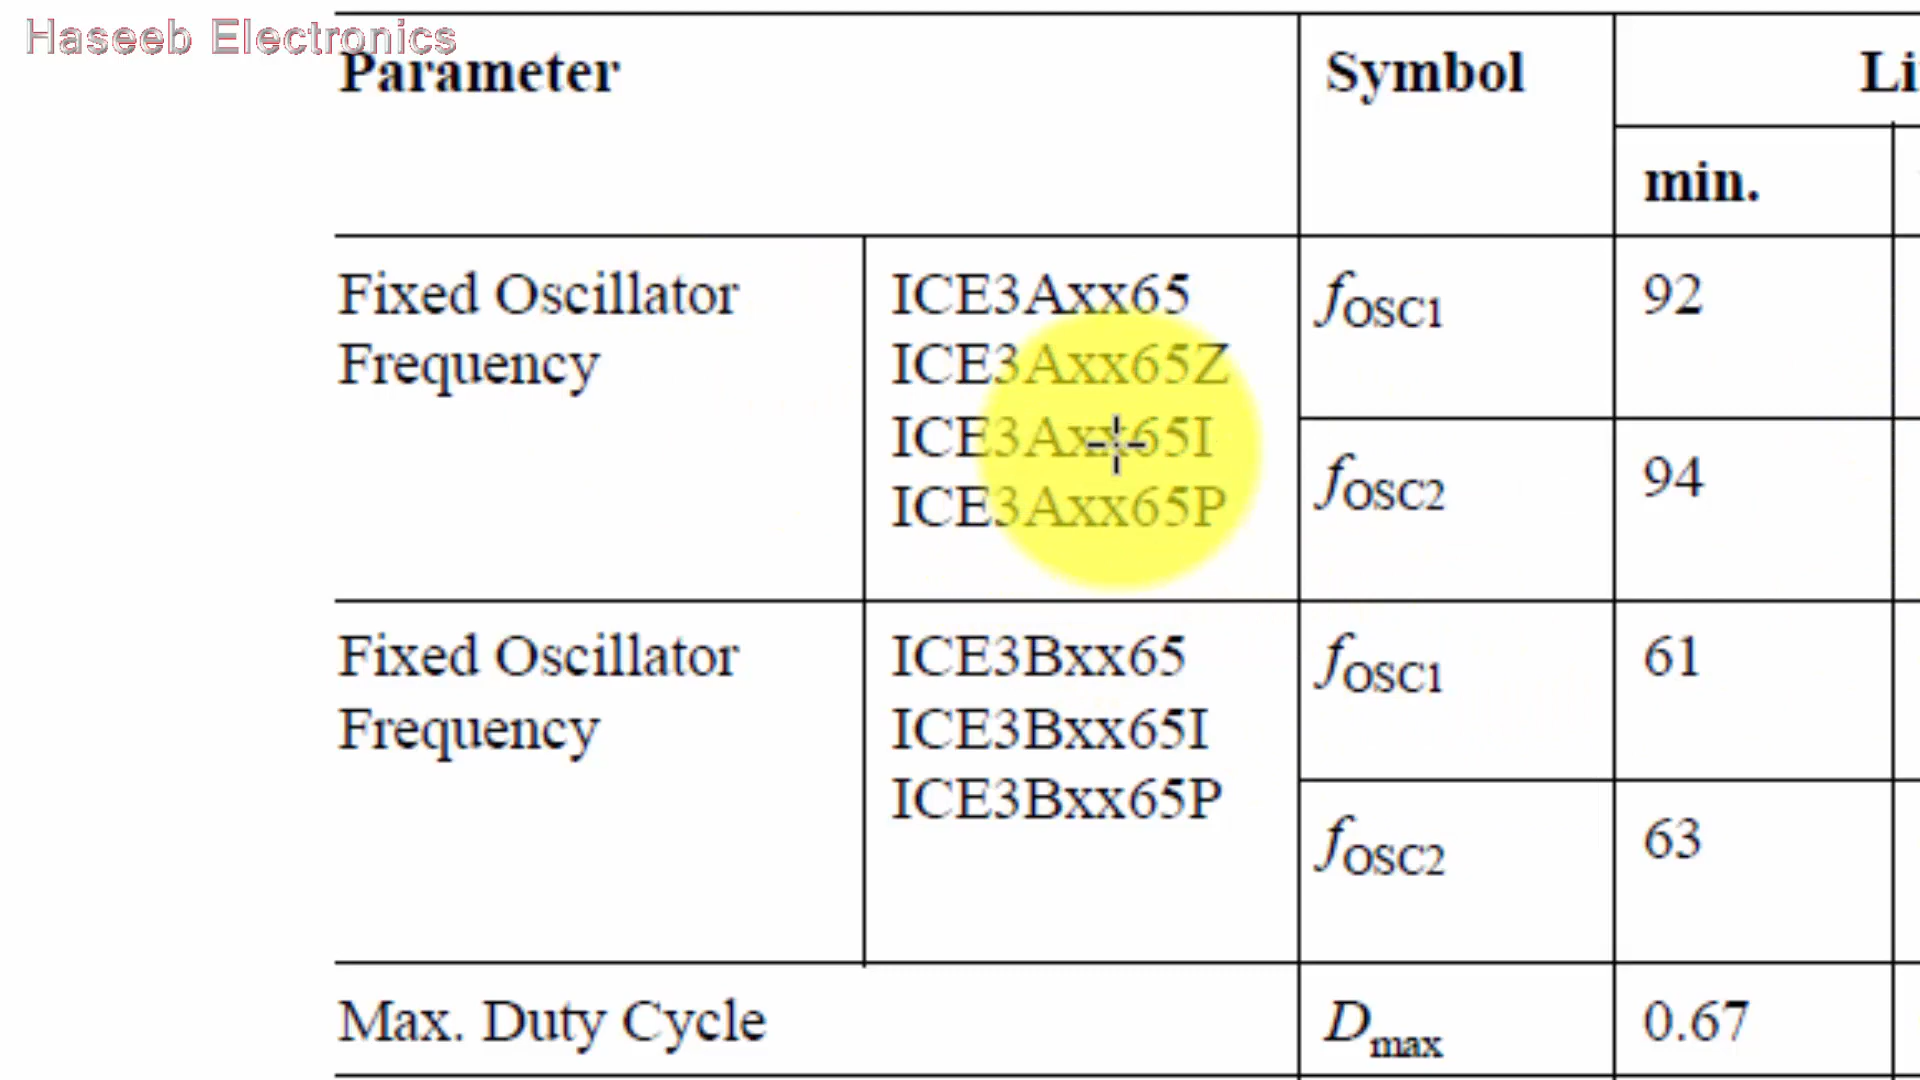 Haseeb Electronics
Parameter Symbol
min.
Fixed Oscillator ICE3Axx65 fOSC1 92
Frequency ICE3Axx65Z
ICE3Axx65I fOSC2 94
ICE3Axx65P
Fixed Oscillator ICE3Bxx65 fOSC1 61
Frequency ICE3Bxx65I
ICE3Bxx65P fOSC2 63
Max. Duty Cycle Dmax 0.67